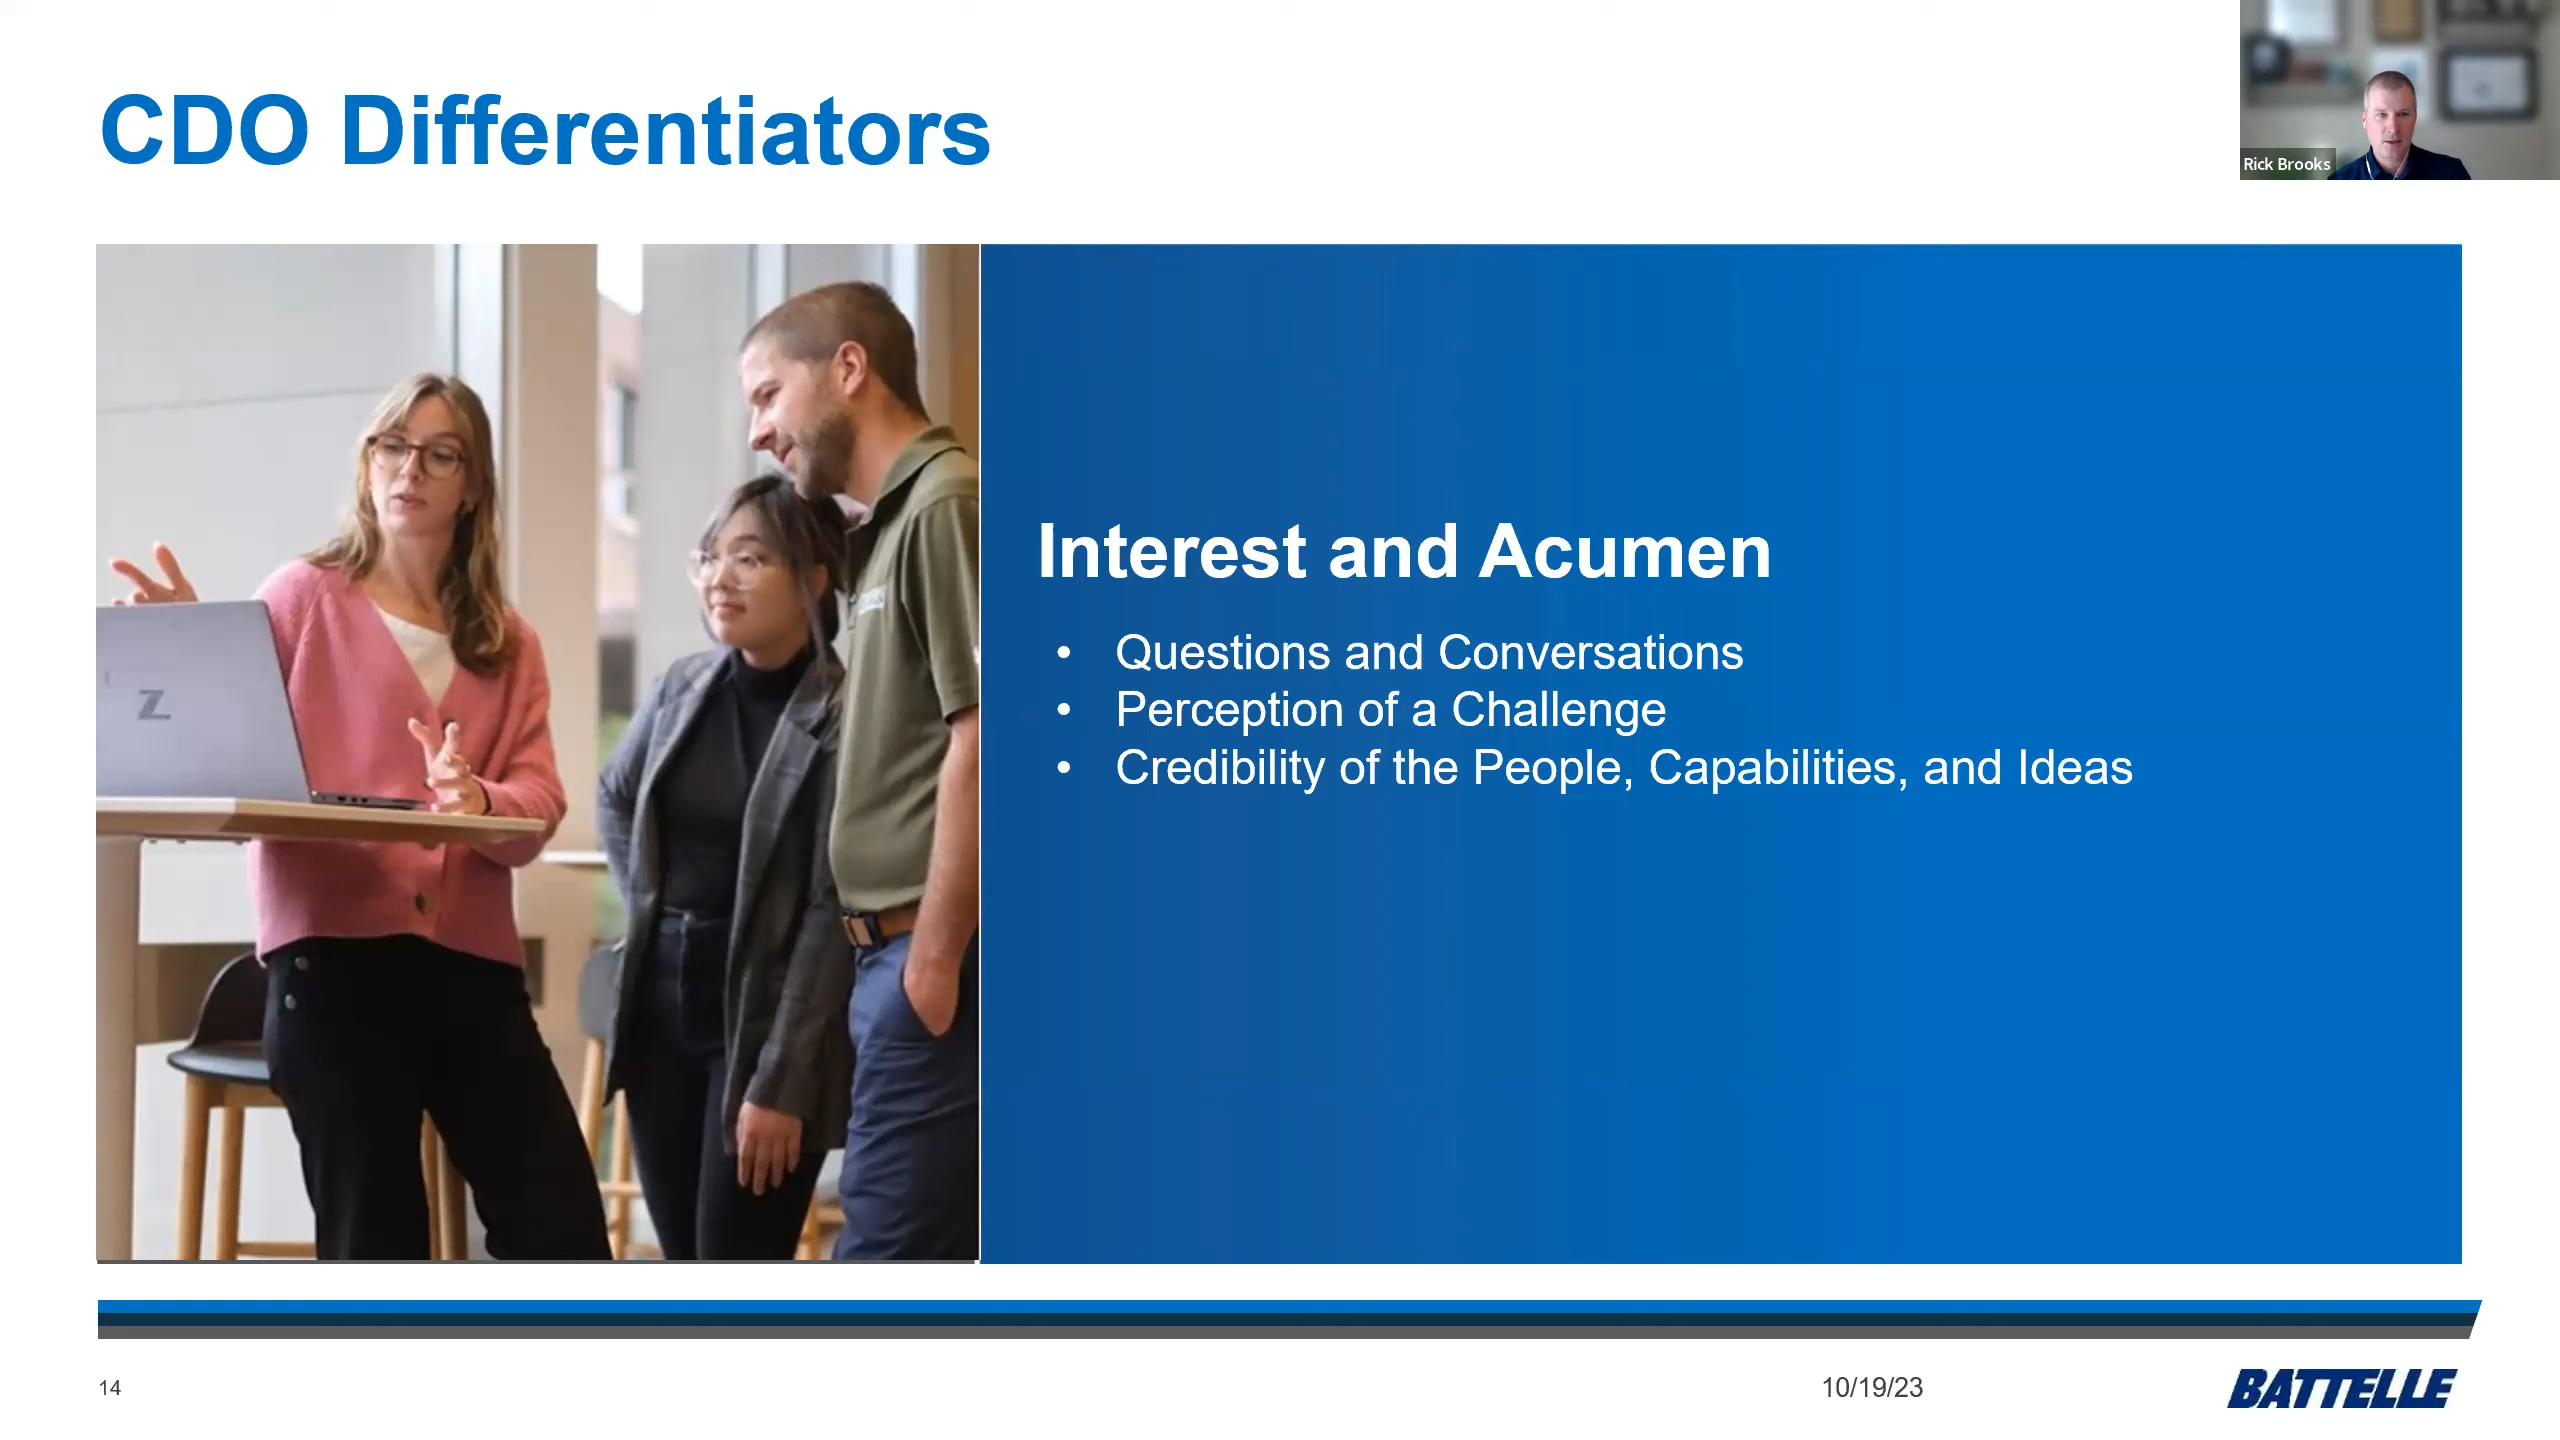 CDO Differentiators
Rick Brooks
Z
Interest and Acumen
• Questions and Conversations
• Perception of a Challenge
• Credibility of the People, Capabilities, and Ideas
14
10/19/23
BATTELLE